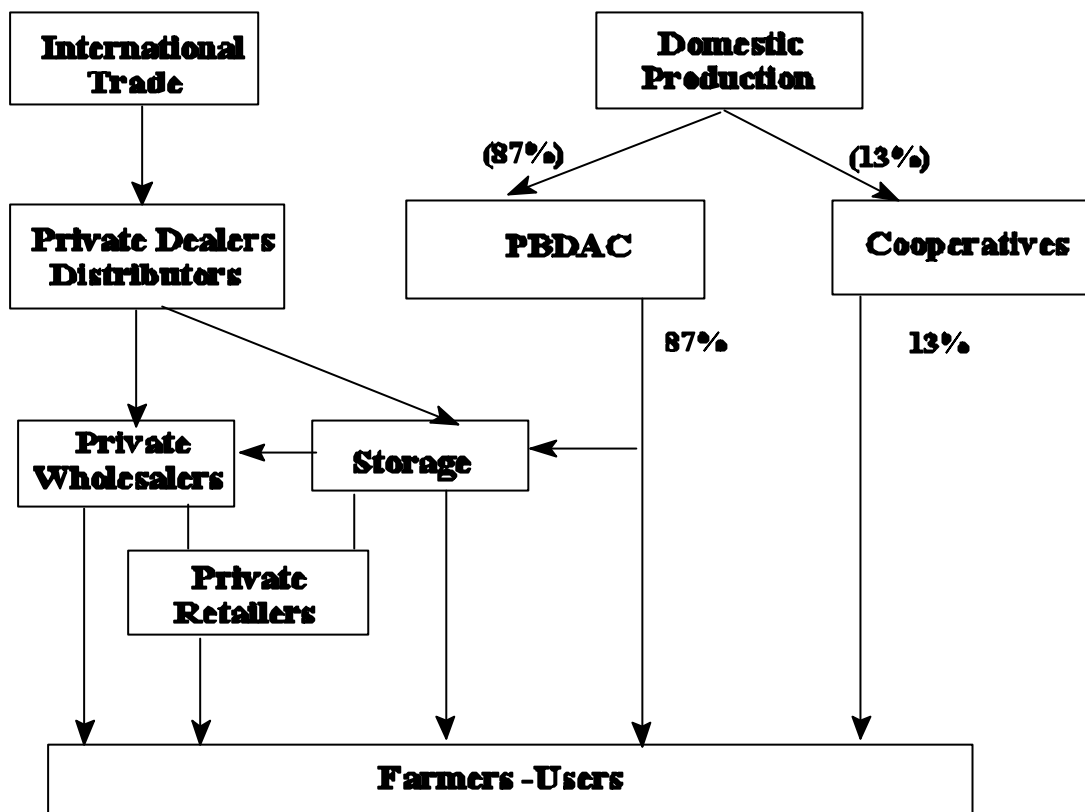 International
Trade
Domestic
Production
(87%)
(13%)
Private Dealers
Distributors
PBDAC
Cooperatives
87%
13%
Private
Wholesalers
Storage
Private
Retailers
Farmers -Users